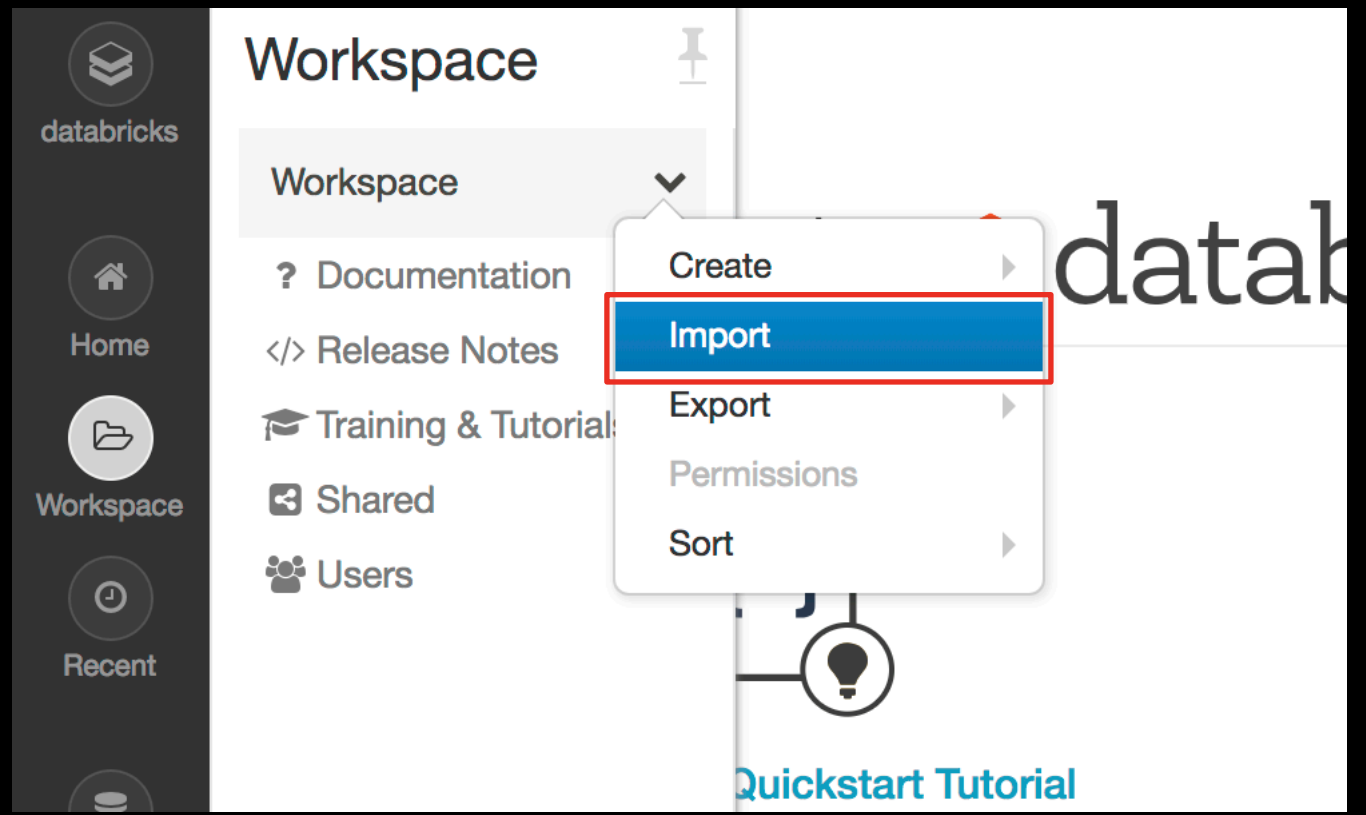 databricks
Home
Workspace
Recent
Workspace
Workspace
Documentation
Release Notes
Training & Tutorials
Shared
Users
Create
Import
Export
Permissions
Sort
datab
Quickstart Tutorial